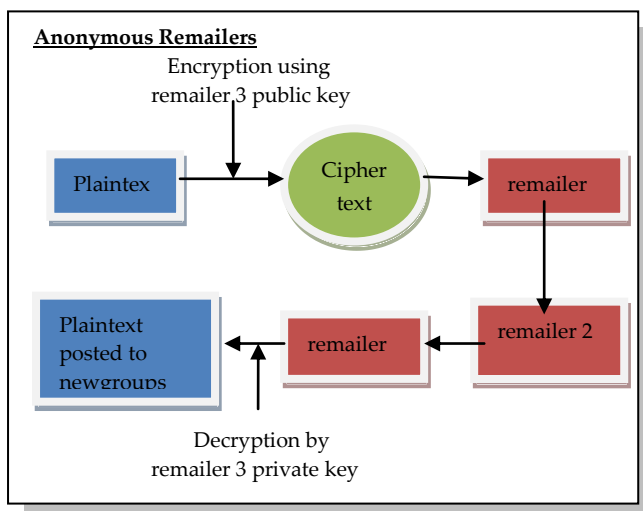 Anonymous Remailers
Encryption using
remailer 3 public key
Plaintex
Cipher
text
remailer
remailer 2
remailer
Plaintext
posted to
newgroups
Decryption by
remailer 3 private key